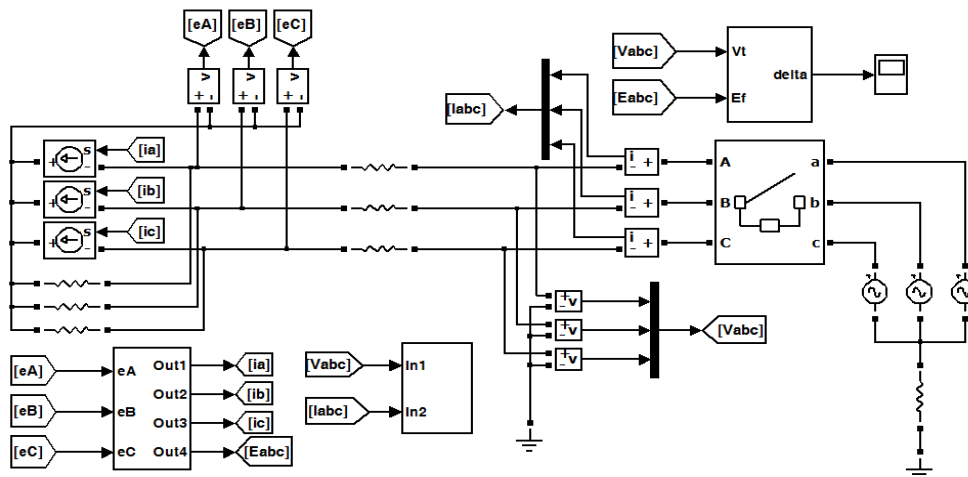 [eA] [eB] [eC]
v v v
+ - + - + -
[Vabc] Vt
delta
[Eabc] Ef
[Iabc]
+ s - [ia]
+ s - [ib]
+ s - [ic]
i - +
i - +
i - +
A a
B b
C c
+ - v
+ - v
+ - v
[Vabc]
[eA] eA Out1 [ia]
Out2 [ib]
[eB] eB
Out3 [ic]
[eC] eC Out4 [Eabc]
[Vabc] In1
[Iabc] In2